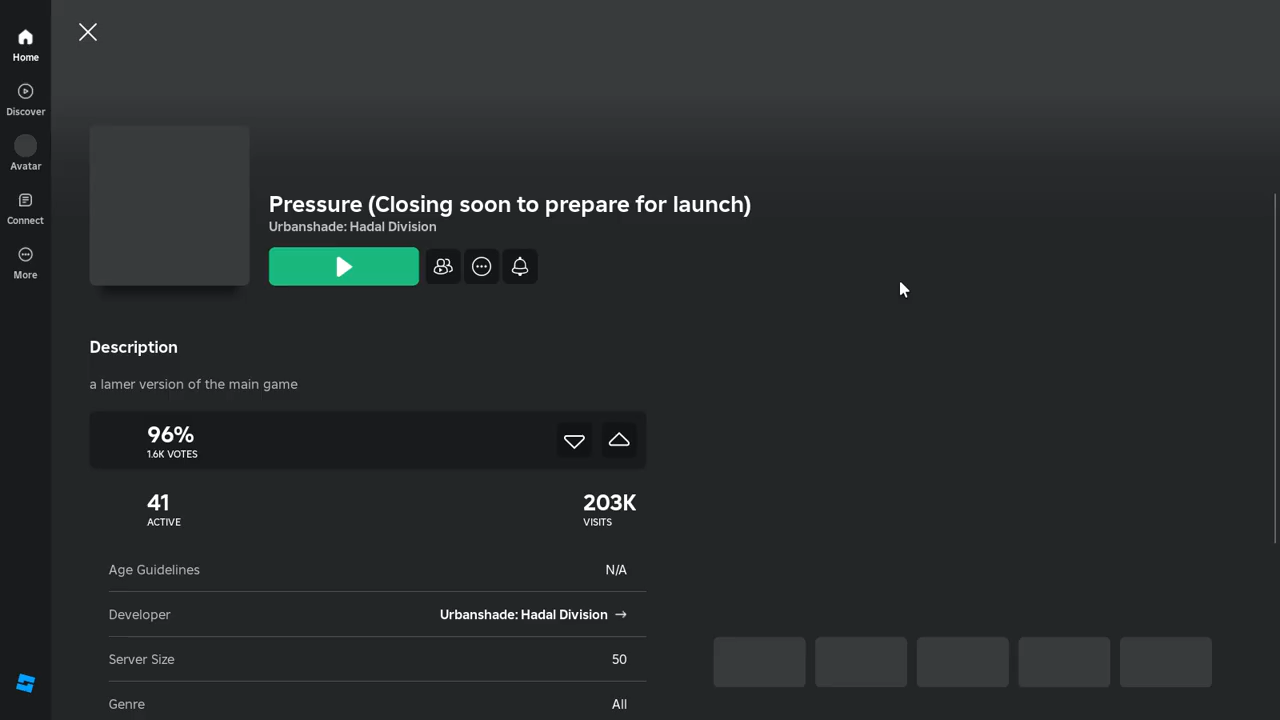 Home
Discover
Avatar
Connect
More
Pressure (Closing soon to prepare for launch)
Urbanshade: Hadal Division
Description
a lamer version of the main game
96%
1.6K VOTES
41
ACTIVE
203K
VISITS
Age Guidelines N/A
Developer Urbanshade: Hadal Division →
Server Size 50
Genre All